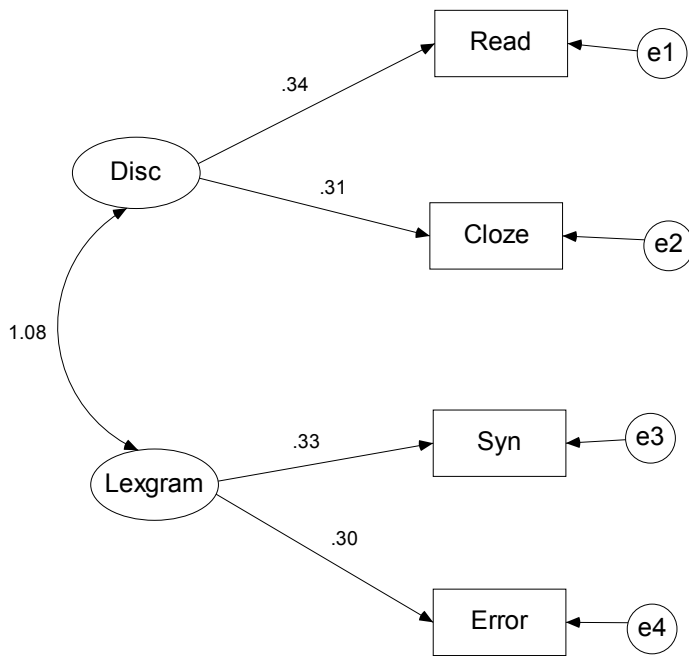 Read
e1
.34
Disc
.31
Cloze
e2
1.08
Syn
e3
.33
Lexgram
.30
Error
e4